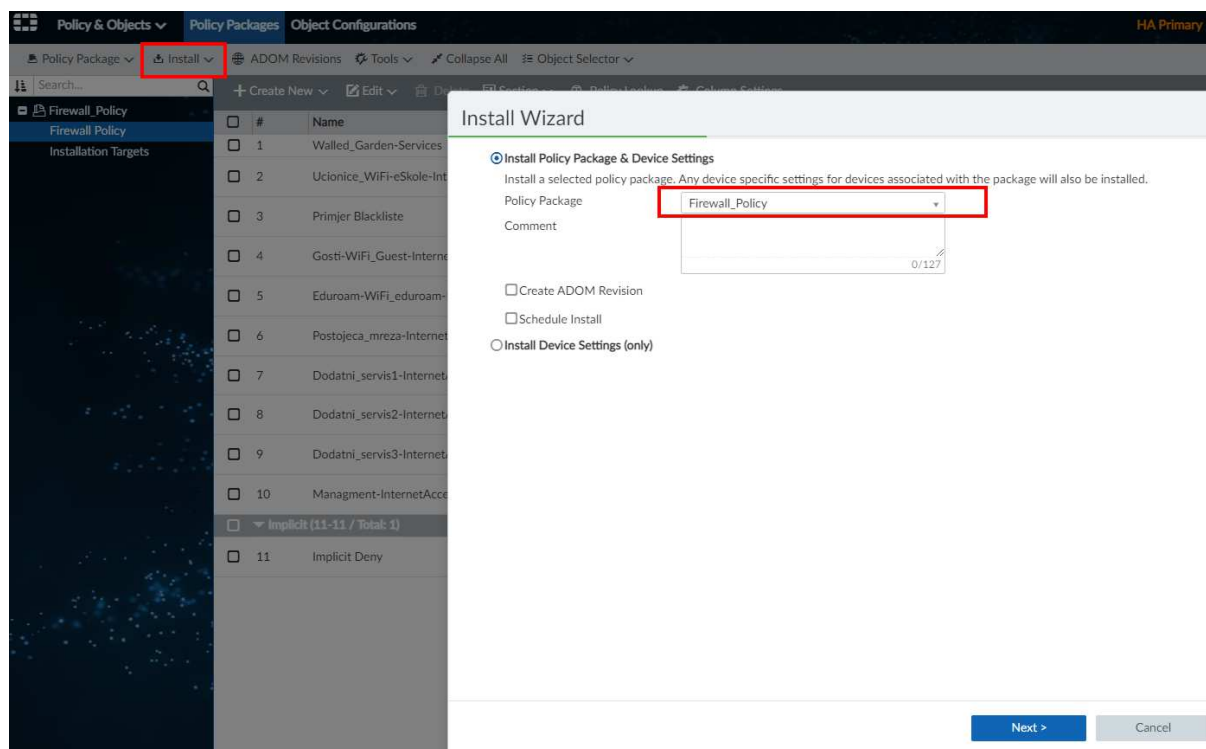 Policy & Objects Policy Packages Object Configurations HA Primary
Policy Package Install ADOM Revisions Tools Collapse All Object Selector
Search... Create New Edit
Firewall_Policy
Firewall Policy
Installation Targets
# Name
1 Walled_Garden-Services
2 Ucionice_WiFi-eSkole-Int
3 Primjer Blackliste
4 Gosti-WiFi_Guest-Interne
5 Eduroam-WiFi_eduroam-
6 Postojeca_mreza-Internet
7 Dodatni_servis1-Interneta
8 Dodatni_servis2-Interneta
9 Dodatni_servis3-Interneta
10 Managment-InternetAcce
Implicit (11-11 / Total: 1)
11 Implicit Deny
Install Wizard
Install Policy Package & Device Settings
Install a selected policy package. Any device specific settings for devices associated with the package will also be installed.
Policy Package Firewall_Policy
Comment
0/127
Create ADOM Revision
Schedule Install
Install Device Settings (only)
Next > Cancel